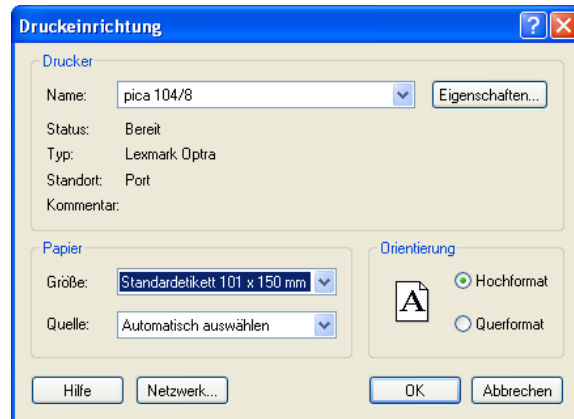 Druckeinrichtung
Drucker
Name: pica 104/8 Eigenschaften...
Status: Bereit
Typ: Lexmark Optra
Standort: Port
Kommentar:
Papier
Größe: Standardetikett 101 x 150 mm
Quelle: Automatisch auswählen
Orientierung
A
Hochformat
Querformat
Hilfe Netzwerk... OK Abbrechen